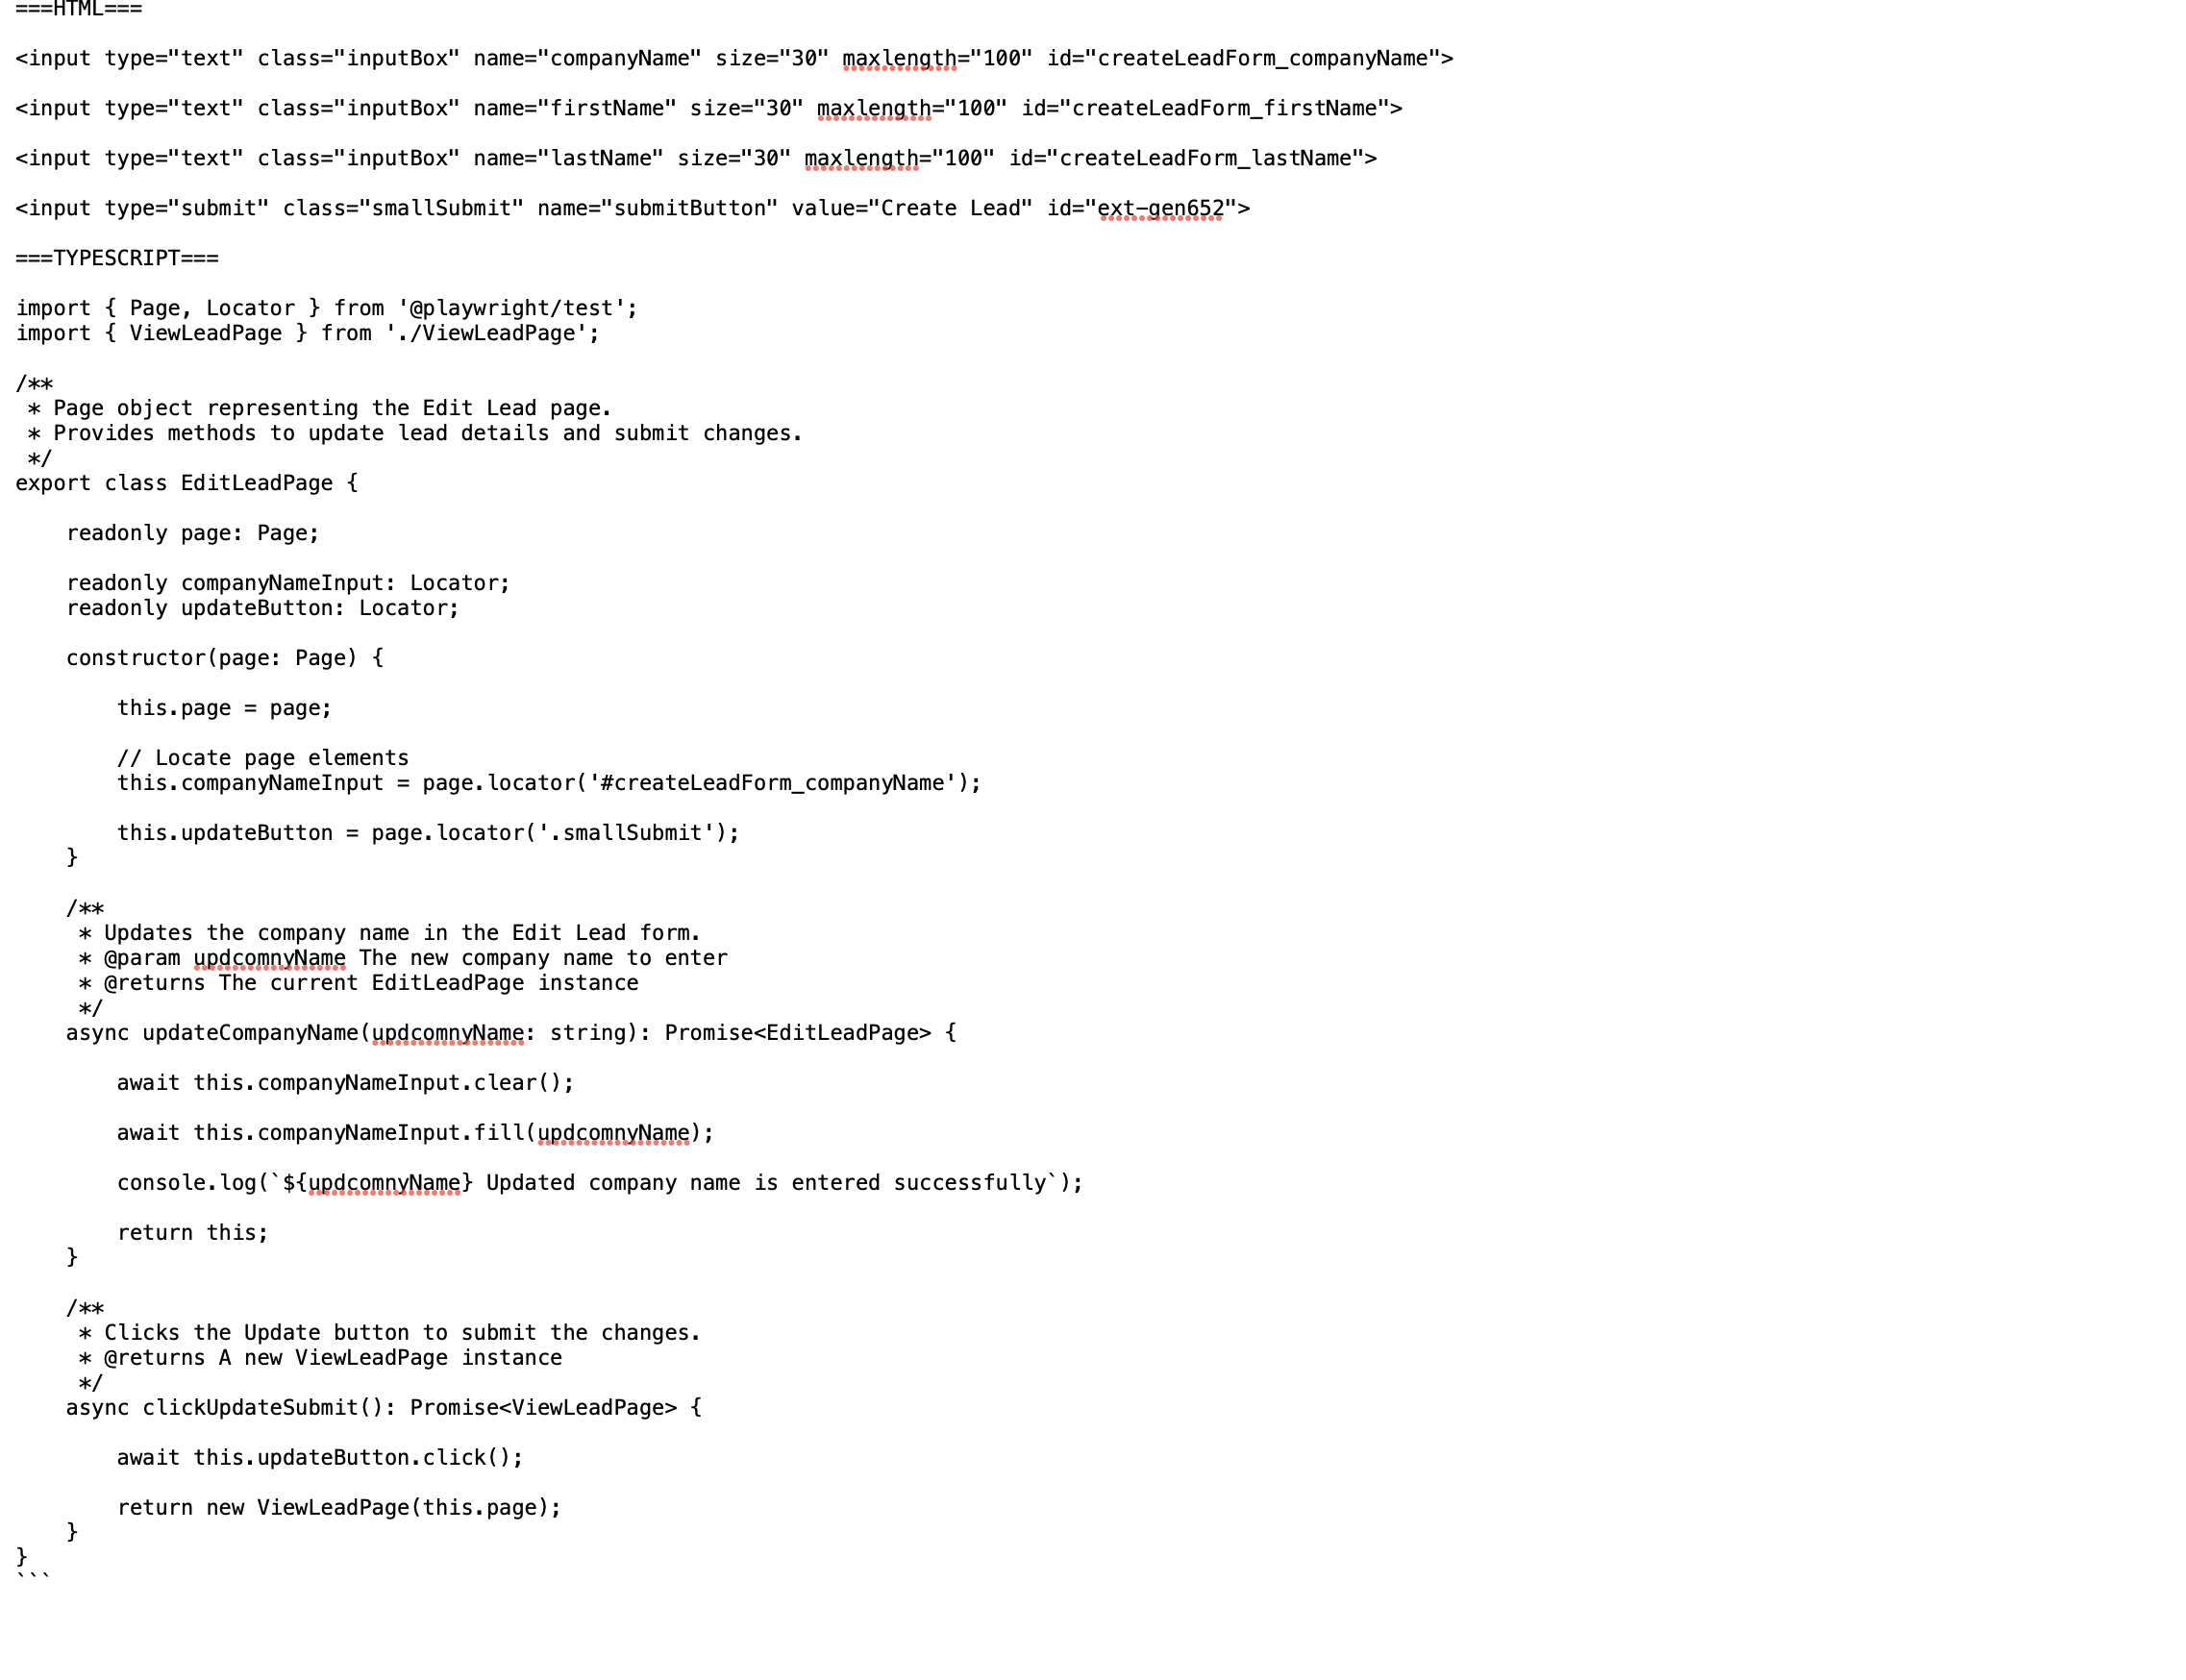 ===HTML===
<input type="text" class="inputBox" name="companyName" size="30" maxlength="100" id="createLeadForm_companyName">
<input type="text" class="inputBox" name="firstName" size="30" maxlength="100" id="createLeadForm_firstName">
<input type="text" class="inputBox" name="lastName" size="30" maxlength="100" id="createLeadForm_lastName">
<input type="submit" class="smallSubmit" name="submitButton" value="Create Lead" id="ext-gen652">
===TYPESCRIPT===
import { Page, Locator } from '@playwright/test';
import { ViewLeadPage } from './ViewLeadPage';
/**
 * Page object representing the Edit Lead page.
 * Provides methods to update lead details and submit changes.
 */
export class EditLeadPage {
    readonly page: Page;
    readonly companyNameInput: Locator;
    readonly updateButton: Locator;
    constructor(page: Page) {
        this.page = page;
        // Locate page elements
        this.companyNameInput = page.locator('#createLeadForm_companyName');
        this.updateButton = page.locator('.smallSubmit');
    }
    /**
     * Updates the company name in the Edit Lead form.
     * @param updcomnyName The new company name to enter
     * @returns The current EditLeadPage instance
     */
    async updateCompanyName(updcomnyName: string): Promise<EditLeadPage> {
        await this.companyNameInput.clear();
        await this.companyNameInput.fill(updcomnyName);
        console.log(`${updcomnyName} Updated company name is entered successfully`);
        return this;
    }
    /**
     * Clicks the Update button to submit the changes.
     * @returns A new ViewLeadPage instance
     */
    async clickUpdateSubmit(): Promise<ViewLeadPage> {
        await this.updateButton.click();
        return new ViewLeadPage(this.page);
    }
}
```